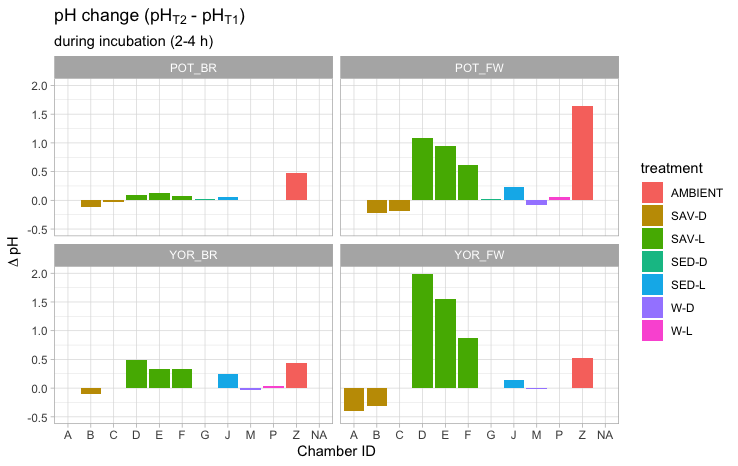 pH change (pHT2 - pHT1)
during incubation (2-4 h)
POT_BR
POT_FW
2.0
1.5
1.0
0.5
0.0
-0.5
YOR_BR
YOR_FW
2.0
1.5
1.0
0.5
0.0
-0.5
Δ pH
A B C D E F G J M P Z NA
A B C D E F G J M P Z NA
Chamber ID
treatment
AMBIENT
SAV-D
SAV-L
SED-D
SED-L
W-D
W-L